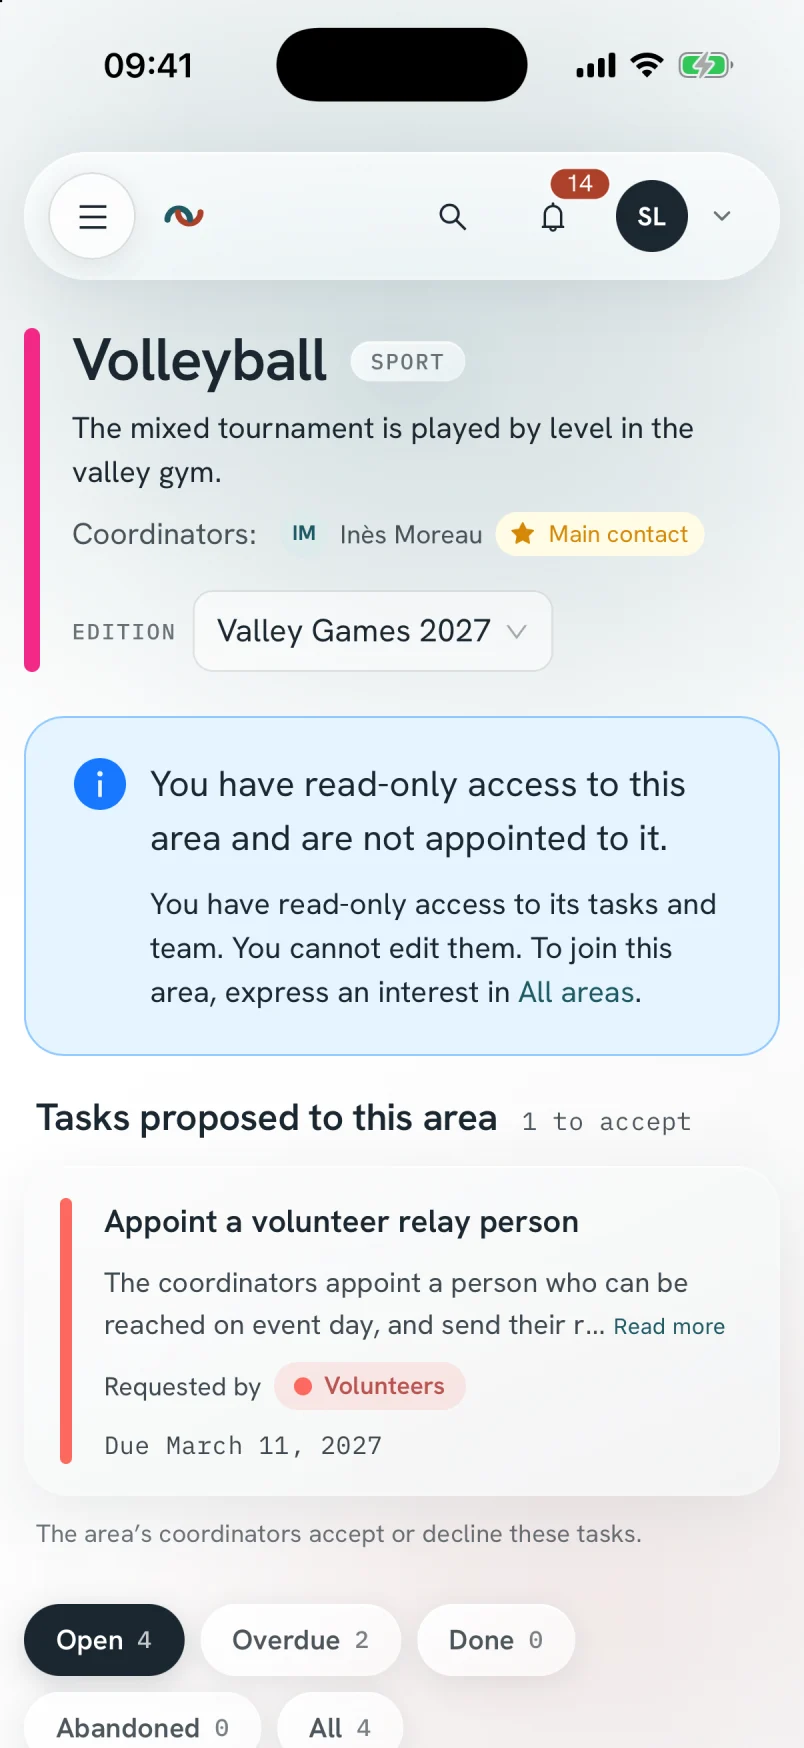 09:41
14
SL
Volleyball SPORT
The mixed tournament is played by level in the
valley gym.
Coordinators: IM Inès Moreau Main contact
EDITION Valley Games 2027
You have read-only access to this
area and are not appointed to it.
You have read-only access to its tasks and
team. You cannot edit them. To join this
area, express an interest in All areas.
Tasks proposed to this area 1 to accept
Appoint a volunteer relay person
The coordinators appoint a person who can be
reached on event day, and send their r... Read more
Requested by Volunteers
Due March 11, 2027
The area’s coordinators accept or decline these tasks.
Open 4 Overdue 2 Done 0
Abandoned 0 All 4